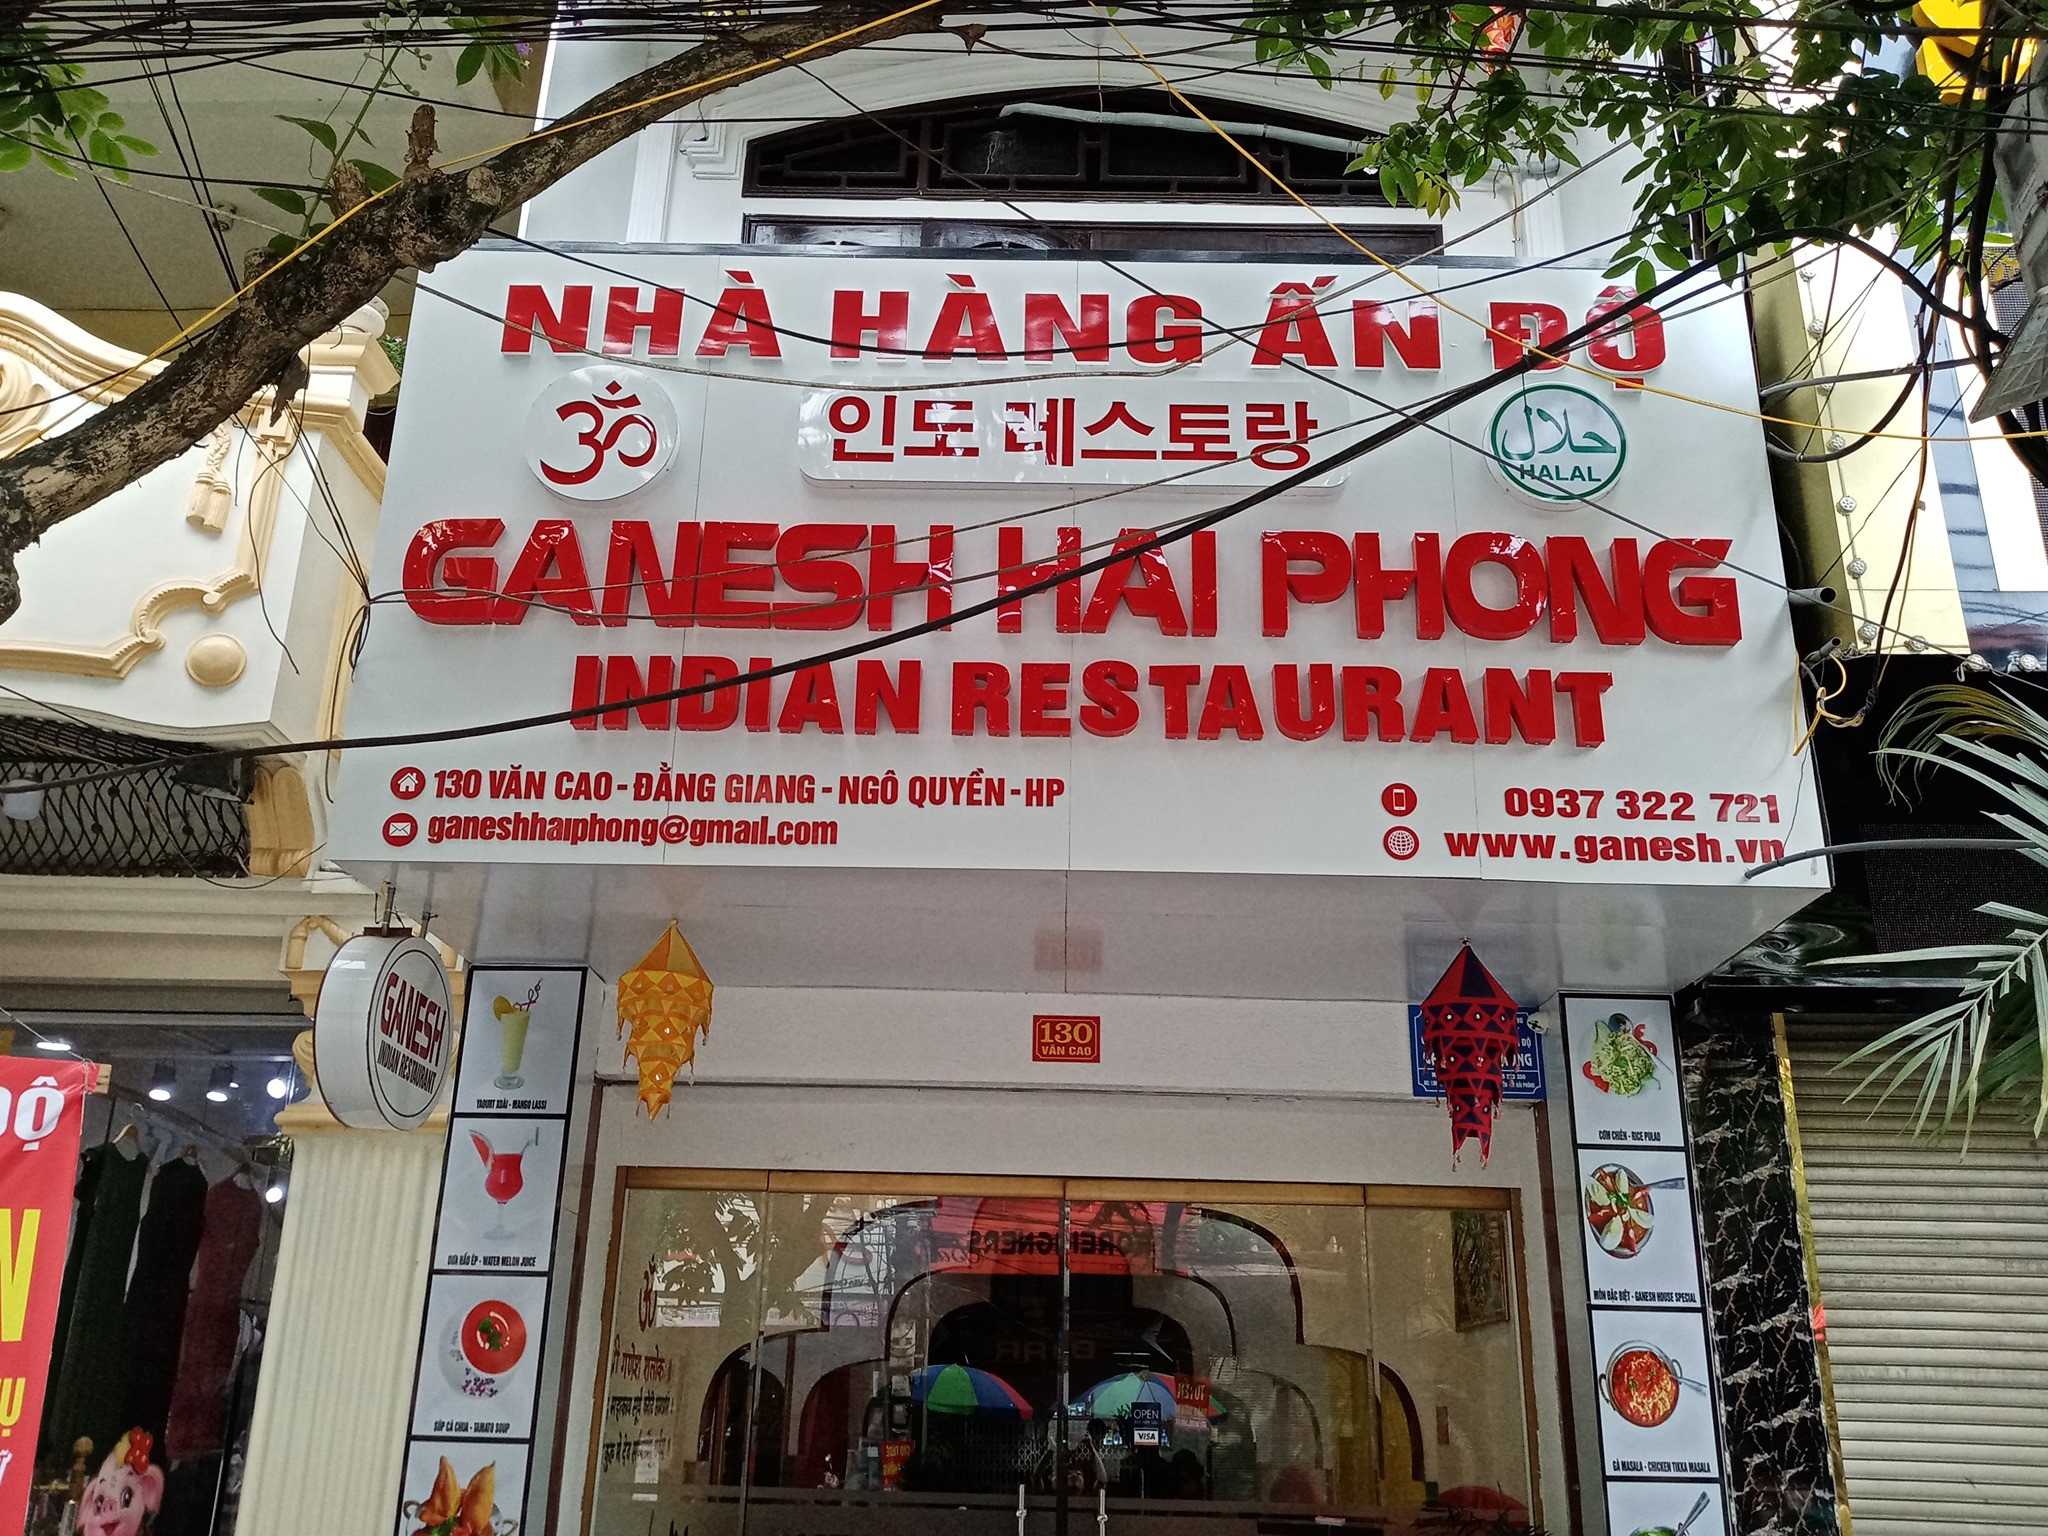 NHÀ HÀNG ẤN ĐỘ
ॐ
인도 레스토랑
حلال
HALAL
GANESH HAI PHONG
INDIAN RESTAURANT
130 VĂN CAO - ĐẰNG GIANG - NGÔ QUYỀN - HP
ganeshhaiphong@gmail.com
0937 322 721
www.ganesh.vn
GANESH
INDIAN RESTAURANT
130
VĂN CAO
YAOURT XOÀI - MANGO LASSI
DƯA HẤU ÉP - WATER MELON JUICE
SÚP CÀ CHUA - TAMATO SOUP
CƠM CHIÊN - RICE PULAO
MÓN ĐẶC BIỆT - GANESH HOUSE SPECIAL
GÀ MASALA - CHICKEN TIKKA MASALA
OPEN
VISA
ĐỘ
ॐ
FOREIGNERS